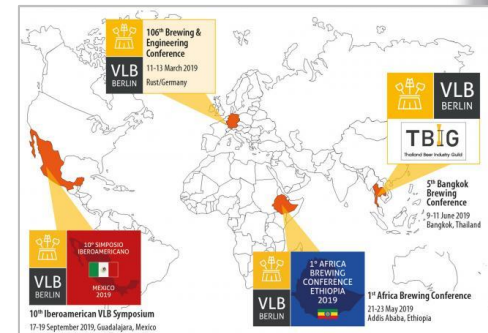 106th Brewing &
Engineering
Conference
11-13 March 2019
Rust/Germany
VLB
BERLIN
VLB
BERLIN
TBIG
Thailand Beer Industry Guild
5th Bangkok
Brewing
Conference
9-11 June 2019
Bangkok, Thailand
VLB
BERLIN
10º SIMPOSIO
IBEROAMERICANO
MEXICO
2019
10th Iberoamerican VLB Symposium
17-19 September 2019, Guadalajara, Mexico
VLB
BERLIN
1st AFRICA
BREWING
CONFERENCE
ETHIOPIA
2019
1st Africa Brewing Conference
21-23 May 2019
Addis Ababa, Ethiopia